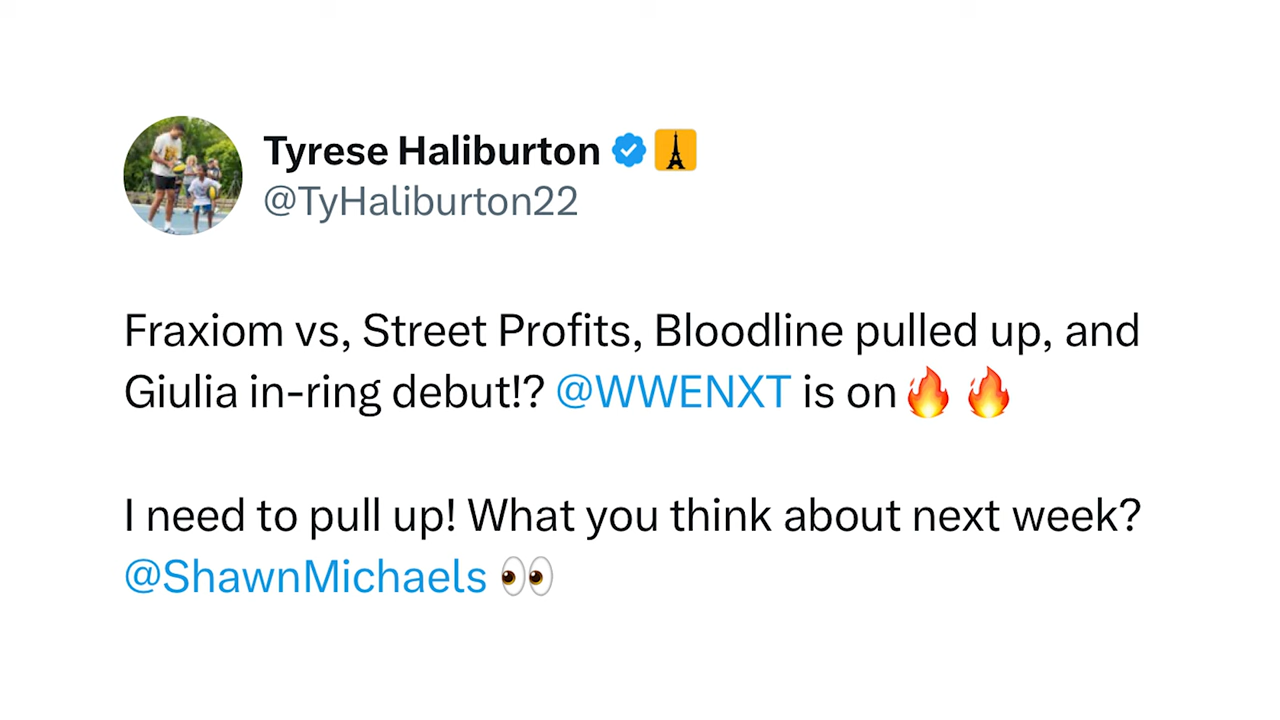 Tyrese Haliburton
@TyHaliburton22
Fraxiom vs, Street Profits, Bloodline pulled up, and
Giulia in-ring debut!? @WWENXT is on🔥 🔥
I need to pull up! What you think about next week?
@ShawnMichaels 👀